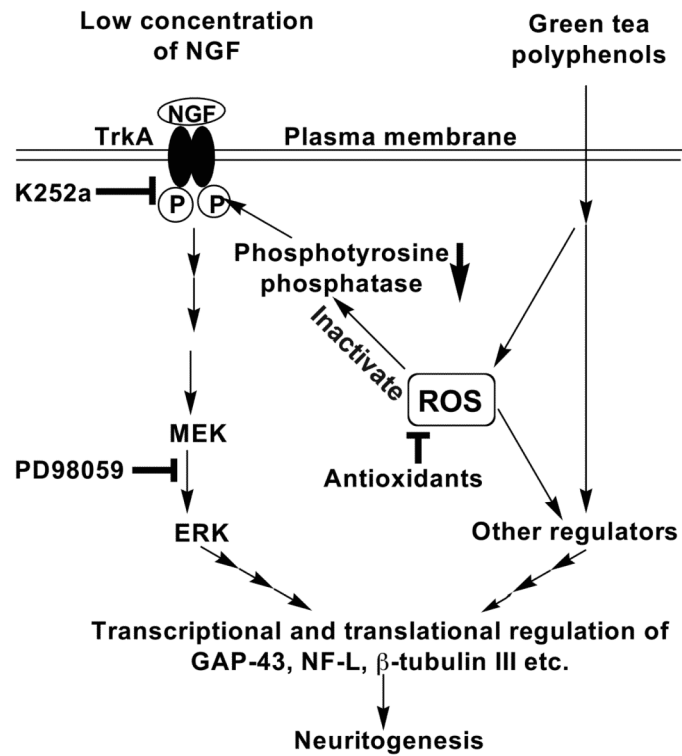 Low concentration
of NGF
Green tea
polyphenols
NGF
TrkA
Plasma membrane
K252a
P
P
Phosphotyrosine
phosphatase
Inactivate
ROS
MEK
PD98059
Antioxidants
ERK
Other regulators
Transcriptional and translational regulation of
GAP-43, NF-L, β-tubulin III etc.
Neuritogenesis